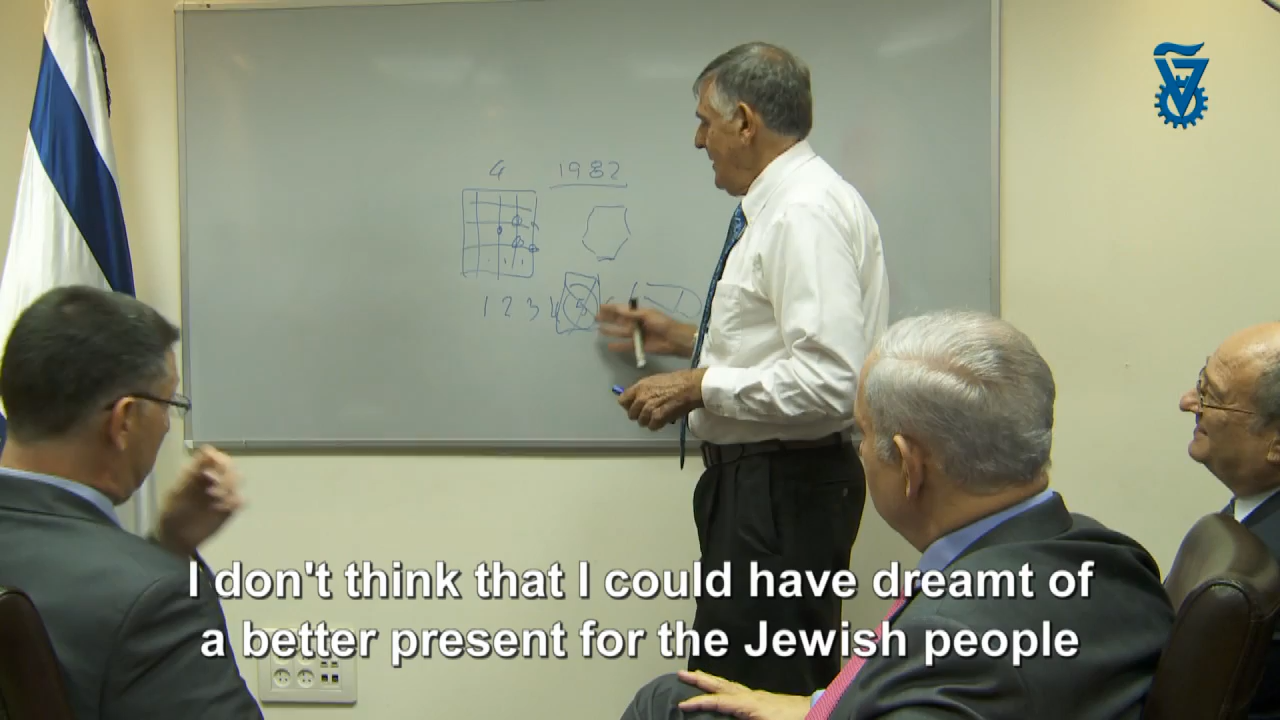 4 1982
1 2 3 4 5 6
I don't think that I could have dreamt of
a better present for the Jewish people